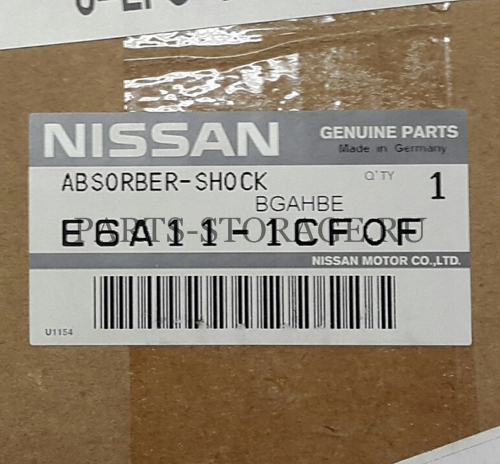 NISSAN
GENUINE PARTS
Made in Germany
ABSORBER-SHOCK
Q'TY 1
BGAHBE
E6A11-1CF0F
PARTS-STORAGE.RU
NISSAN MOTOR CO.,LTD.
U1154